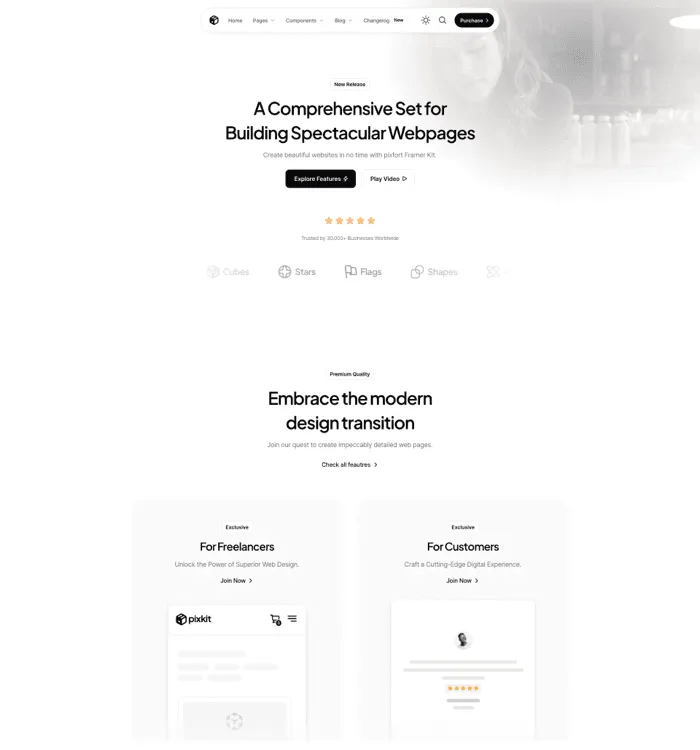 Home Pages Components Blog Changelog New Purchase
New Release
A Comprehensive Set for
Building Spectacular Webpages
Create beautiful websites in no time with pixfort Framer Kit.
Explore Features Play Video
Trusted by 30,000+ Businesses Worldwide
Cubes Stars Flags Shapes
Premium Quality
Embrace the modern
design transition
Join our quest to create impeccably detailed web pages.
Check all feautres
Exclusive
For Freelancers
Unlock the Power of Superior Web Design.
Join Now
pixkit
Exclusive
For Customers
Craft a Cutting-Edge Digital Experience.
Join Now